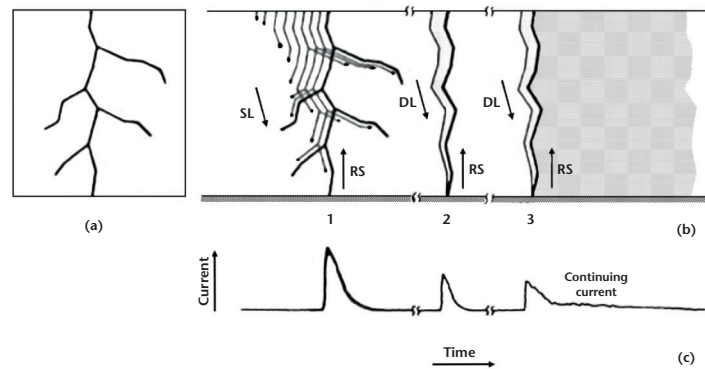 SL
RS
DL
RS
DL
RS
(a)
1
2
3
(b)
Current
Continuing
current
Time
(c)